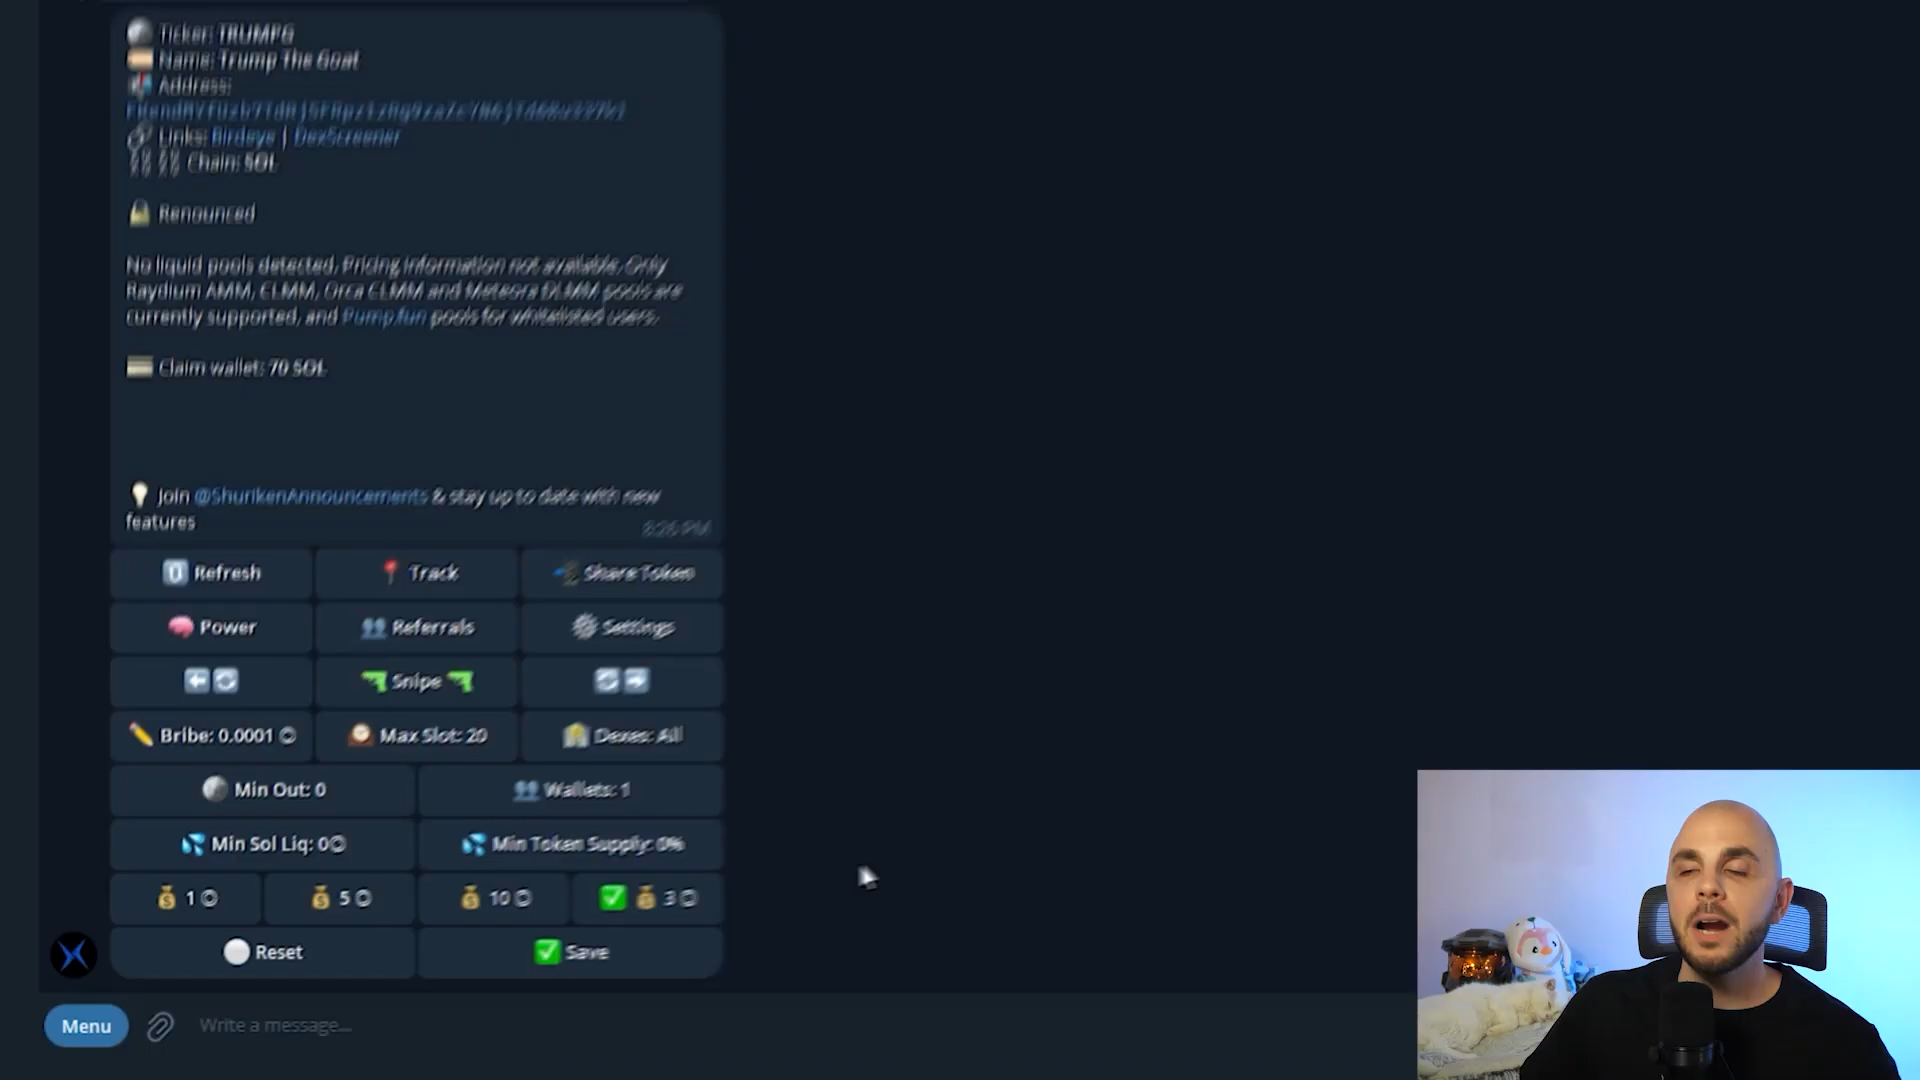 Ticker: TRUMPG
Name: Trump The Goat
Address:
Links: Birdeye | DexScreener
Chain: SOL
Renounced
No liquid pools detected. Pricing information not available. Only
Raydium AMM, CLMM, Orca CLMM and Meteora DLMM pools are
currently supported, and Pump.fun pools for whitelisted users.
Claim wallet: 70 SOL
Join @ShurikenAnnouncements & stay up to date with new
features
8:26 PM
Refresh Track Share Token
Power Referrals Settings
Snipe
Bribe: 0.0001 Max Slot: 20 Dexes: All
Min Out: 0 Wallets: 1
Min Sol Liq: 0 Min Token Supply: 0%
1 5 10 3
Reset Save
Menu Write a message...